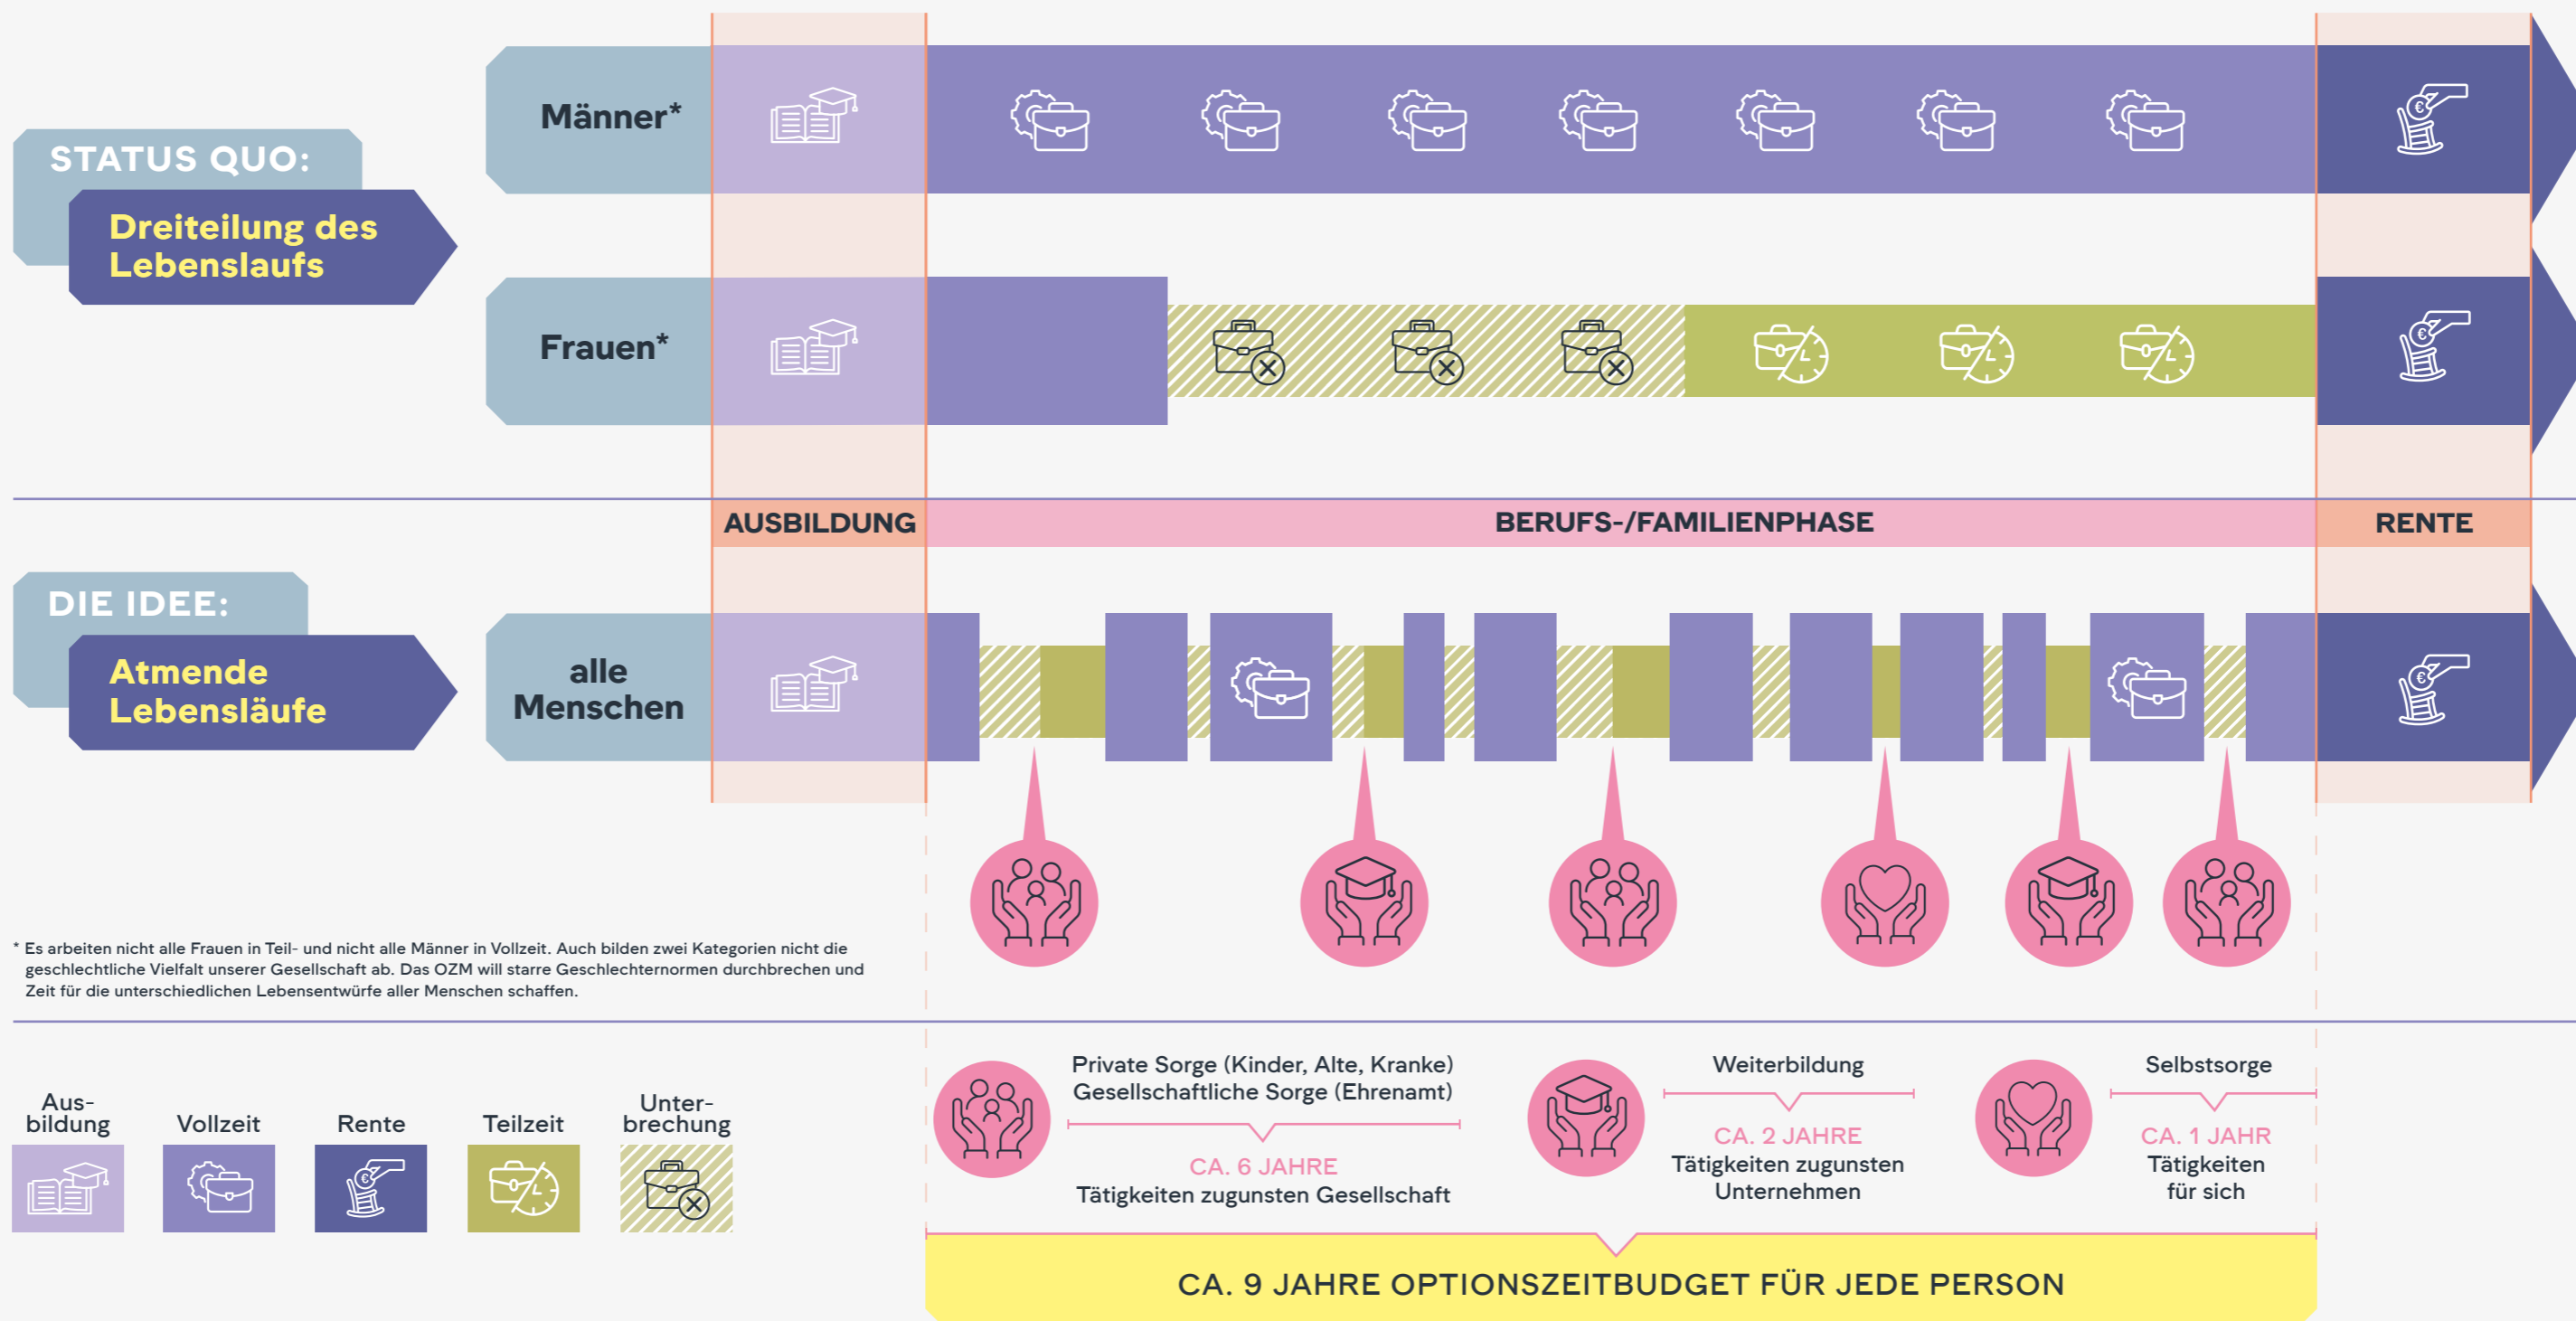 STATUS QUO:
Dreiteilung des
Lebenslaufs
Männer*
Frauen*
AUSBILDUNG
BERUFS-/FAMILIENPHASE
RENTE
DIE IDEE:
Atmende
Lebensläufe
alle
Menschen
* Es arbeiten nicht alle Frauen in Teil- und nicht alle Männer in Vollzeit. Auch bilden zwei Kategorien nicht die
geschlechtliche Vielfalt unserer Gesellschaft ab. Das OZM will starre Geschlechternormen durchbrechen und
Zeit für die unterschiedlichen Lebensentwürfe aller Menschen schaffen.
Aus-
bildung
Vollzeit
Rente
Teilzeit
Unter-
brechung
Private Sorge (Kinder, Alte, Kranke)
Gesellschaftliche Sorge (Ehrenamt)
CA. 6 JAHRE
Tätigkeiten zugunsten Gesellschaft
Weiterbildung
CA. 2 JAHRE
Tätigkeiten zugunsten
Unternehmen
Selbstsorge
CA. 1 JAHR
Tätigkeiten
für sich
CA. 9 JAHRE OPTIONSZEITBUDGET FÜR JEDE PERSON